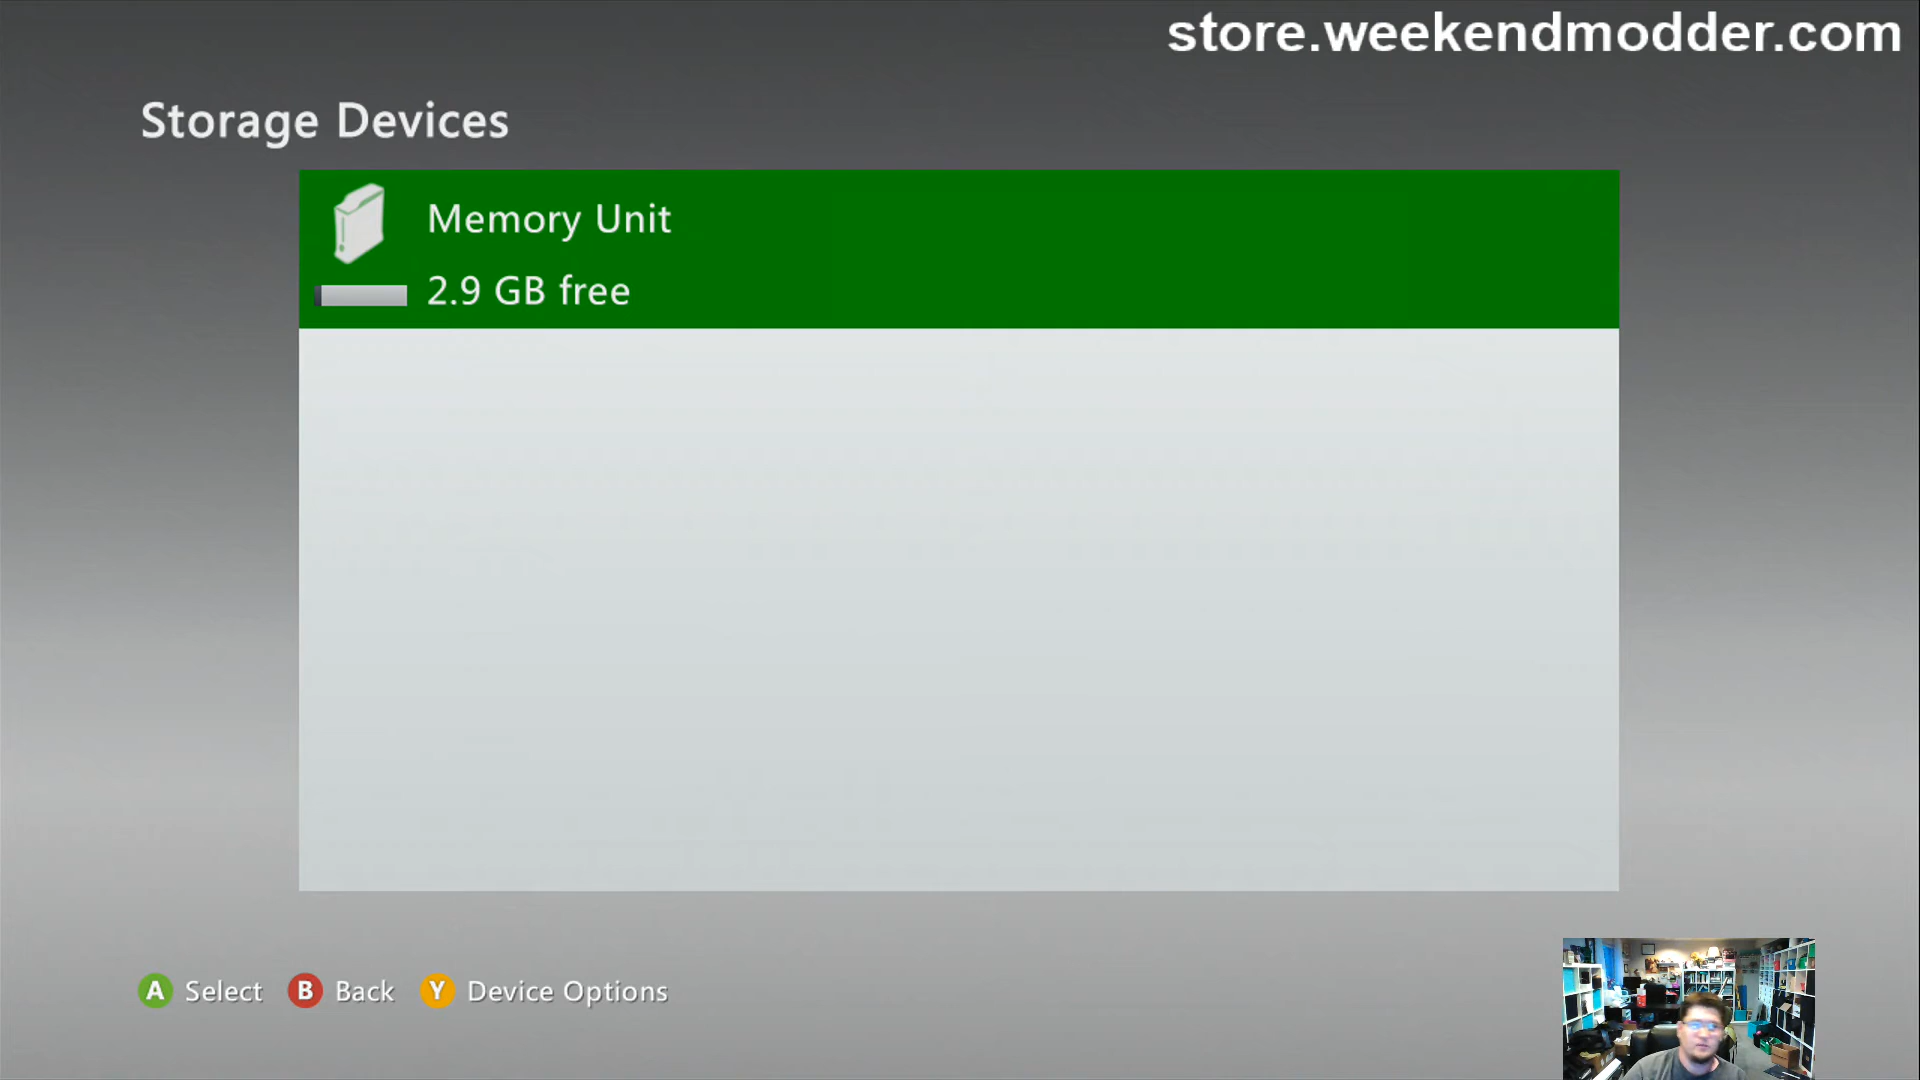 store.weekendmodder.com
Storage Devices
Memory Unit
2.9 GB free
A Select B Back Y Device Options